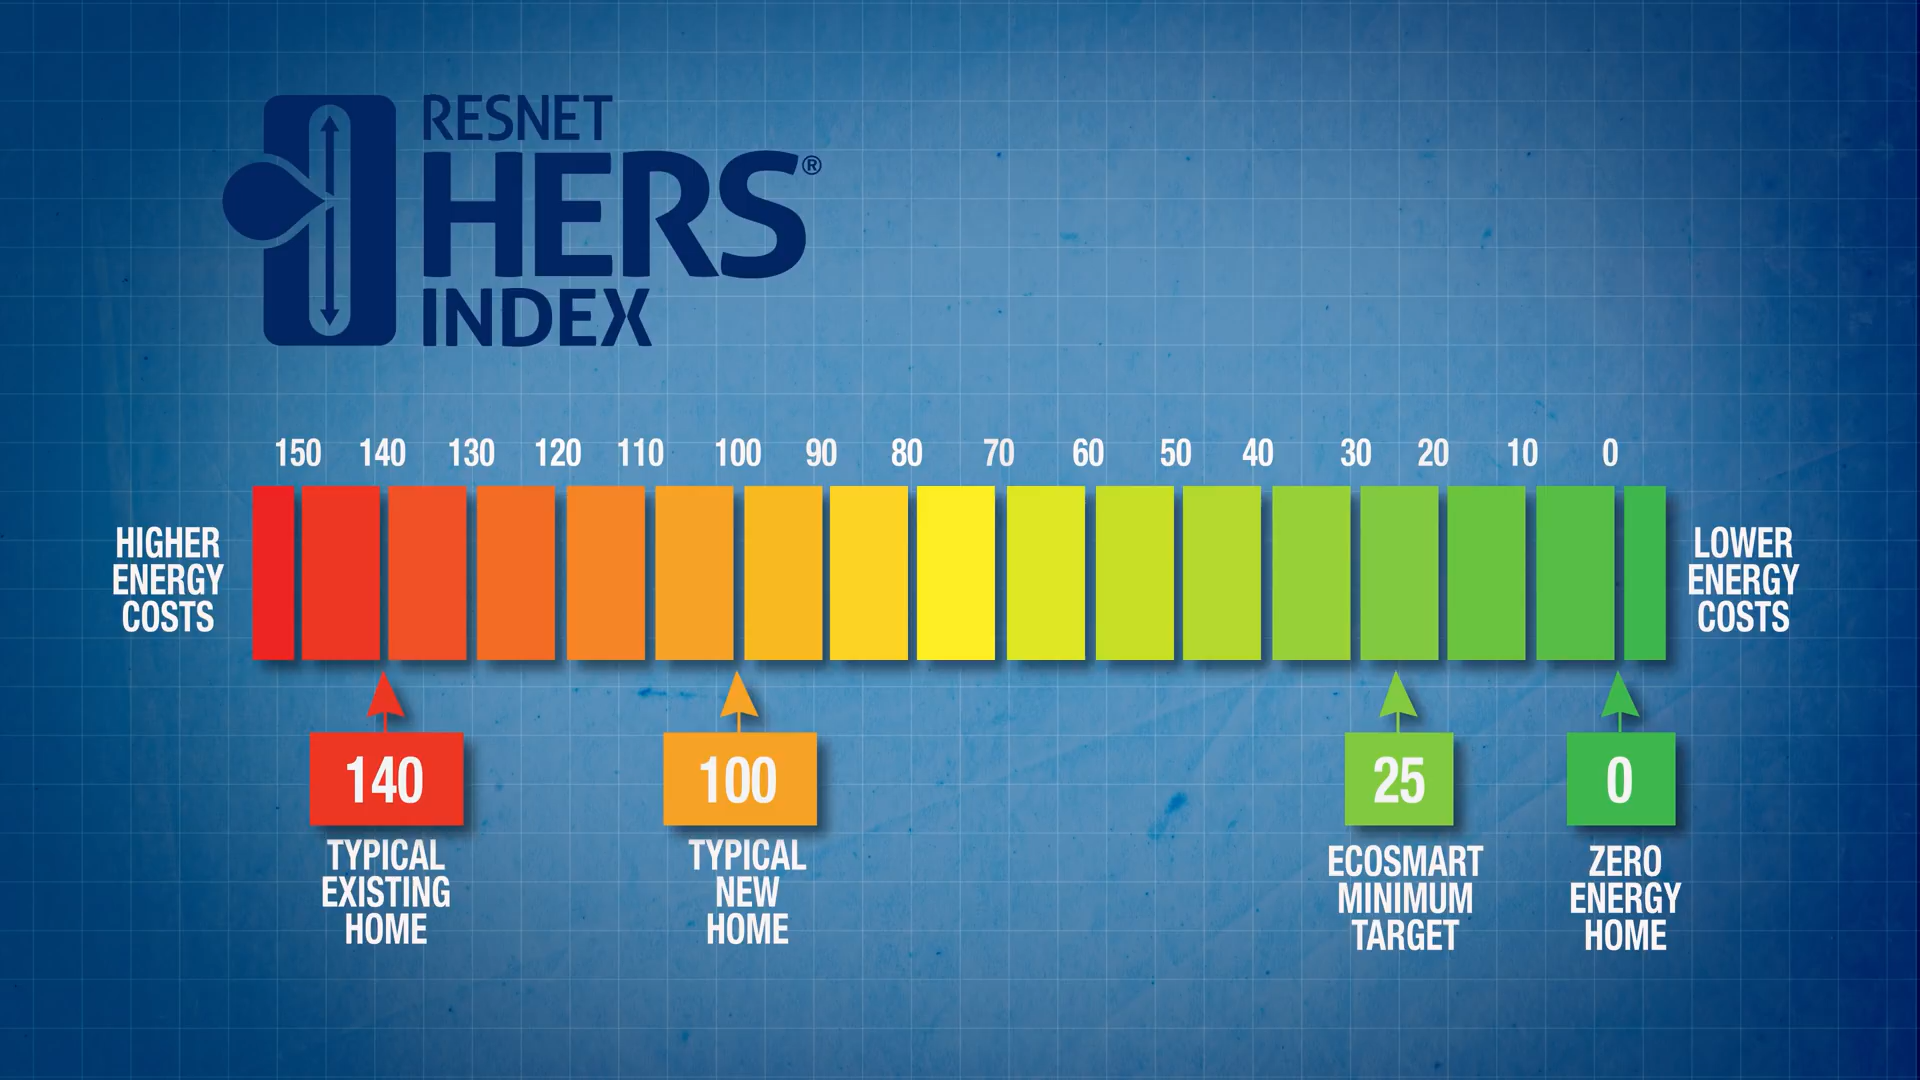 RESNET
HERS®
INDEX
150 140 130 120 110 100 90 80 70 60 50 40 30 20 10 0
HIGHER
ENERGY
COSTS
LOWER
ENERGY
COSTS
140
TYPICAL
EXISTING
HOME
100
TYPICAL
NEW
HOME
25
ECOSMART
MINIMUM
TARGET
0
ZERO
ENERGY
HOME